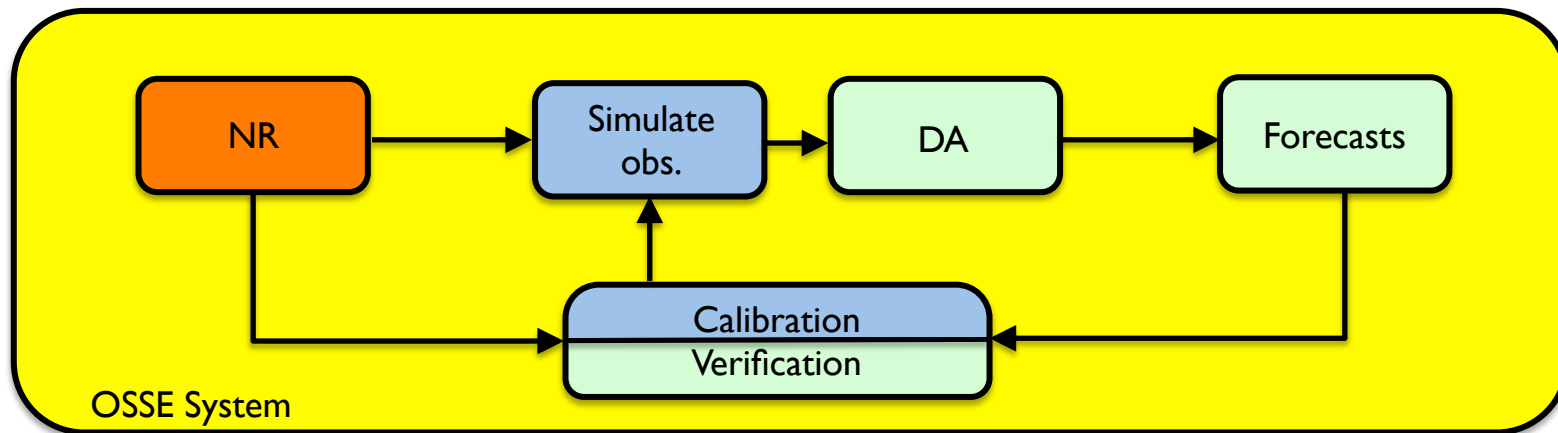 NR
Simulate
obs.
DA
Forecasts
Calibration
Verification
OSSE System